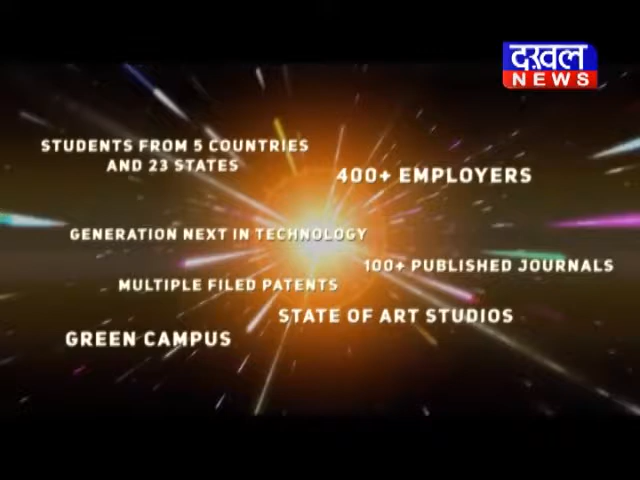 दख़ल
NEWS
STUDENTS FROM 5 COUNTRIES
AND 23 STATES
400+ EMPLOYERS
GENERATION NEXT IN TECHNOLOGY
100+ PUBLISHED JOURNALS
MULTIPLE FILED PATENTS
STATE OF ART STUDIOS
GREEN CAMPUS